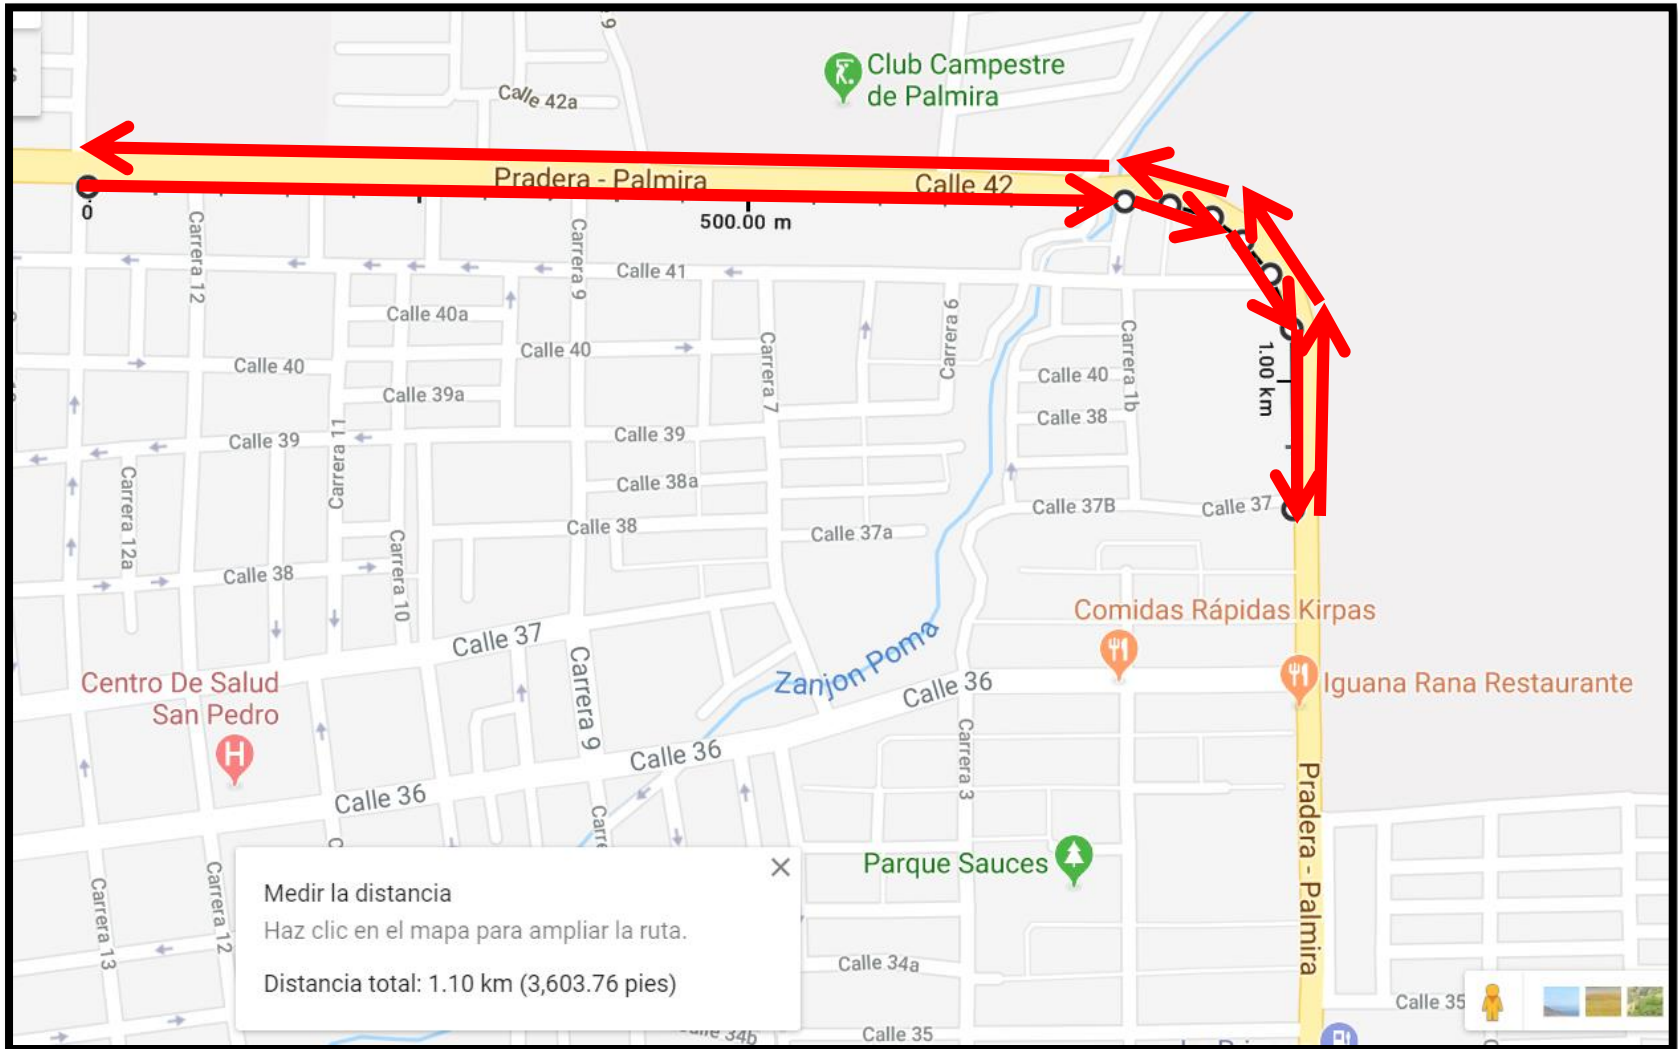 9
Calle 42a
Club Campestre
de Palmira
Pradera - Palmira
Calle 42
0
500.00 m
Carrera 12
Carrera 9
Calle 41
Calle 40a
Carrera 6
Calle 40
Calle 40
Carrera 7
Carrera 1b
1.00 km
Calle 40
Calle 39a
Calle 38
Calle 39
Carrera 11
Calle 39
Carrera 12a
Calle 38a
Calle 37B
Calle 37
Calle 38
Calle 37a
Carrera 10
Calle 38
Comidas Rápidas Kirpas
Calle 37
Zanjon Poma
Centro De Salud
San Pedro
H
Carrera 9
Calle 36
Iguana Rana Restaurante
Calle 36
Carrera 3
Calle 36
Pradera - Palmira
Carre
C
Parque Sauces
Carrera 13
Carrera 12
Medir la distancia
Haz clic en el mapa para ampliar la ruta.
Distancia total: 1.10 km (3,603.76 pies)
Calle 34a
Calle 35
Calle 34b
Calle 35